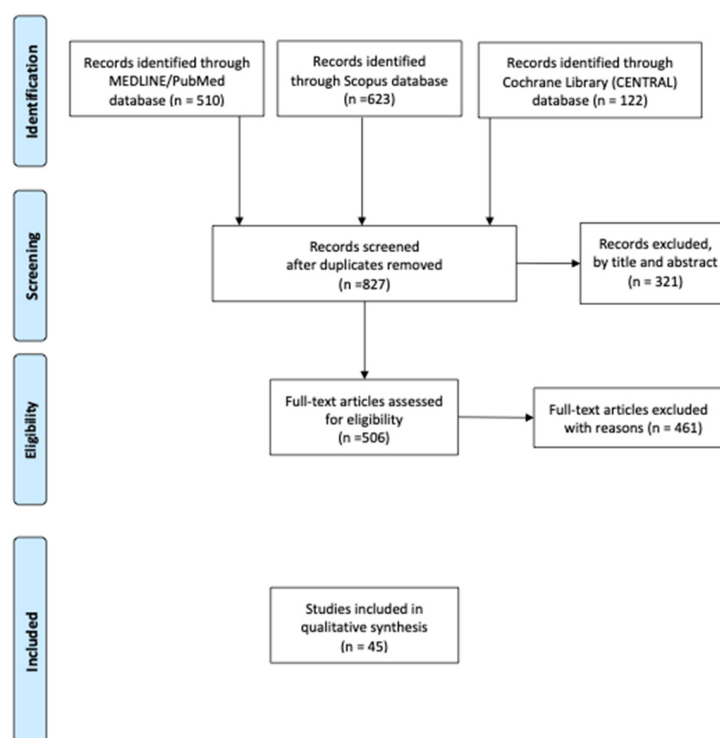 Identification
Records identified through
MEDLINE/PubMed
database (n = 510)
Records identified
through Scopus database
(n =623)
Records identified through
Cochrane Library (CENTRAL)
database (n = 122)
Screening
Records screened
after duplicates removed
(n =827)
Records excluded,
by title and abstract
(n = 321)
Eligibility
Full-text articles assessed
for eligibility
(n =506)
Full-text articles excluded
with reasons (n = 461)
Included
Studies included in
qualitative synthesis
(n = 45)